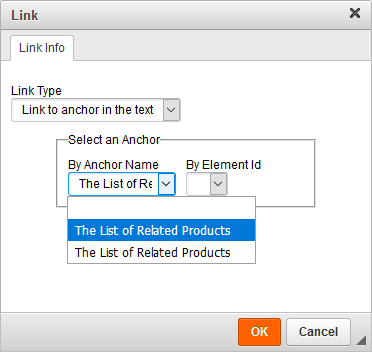 Link
Link Info
Link Type
Link to anchor in the text
Select an Anchor
By Anchor Name By Element Id
The List of Re
The List of Related Products
The List of Related Products
OK Cancel